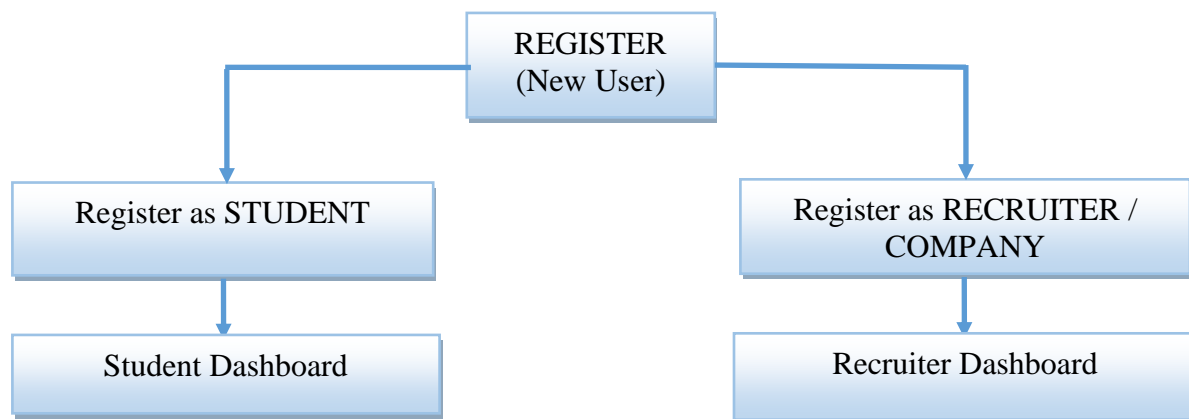 REGISTER
(New User)
Register as STUDENT
Register as RECRUITER /
COMPANY
Student Dashboard
Recruiter Dashboard